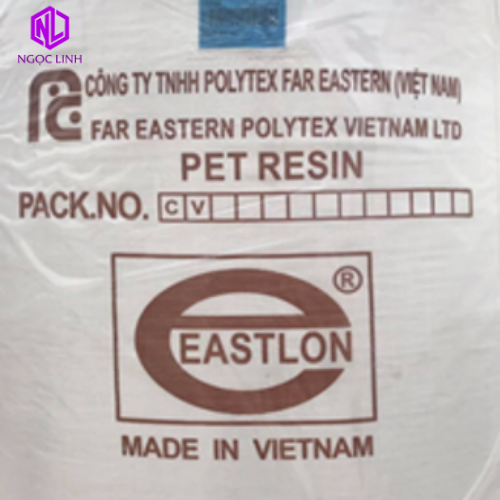 NGỌC LINH
CÔNG TY TNHH POLYTEX FAR EASTERN (VIỆT NAM)
FAR EASTERN POLYTEX VIETNAM LTD
PET RESIN
PACK.NO. C V
®
EASTLON
MADE IN VIETNAM